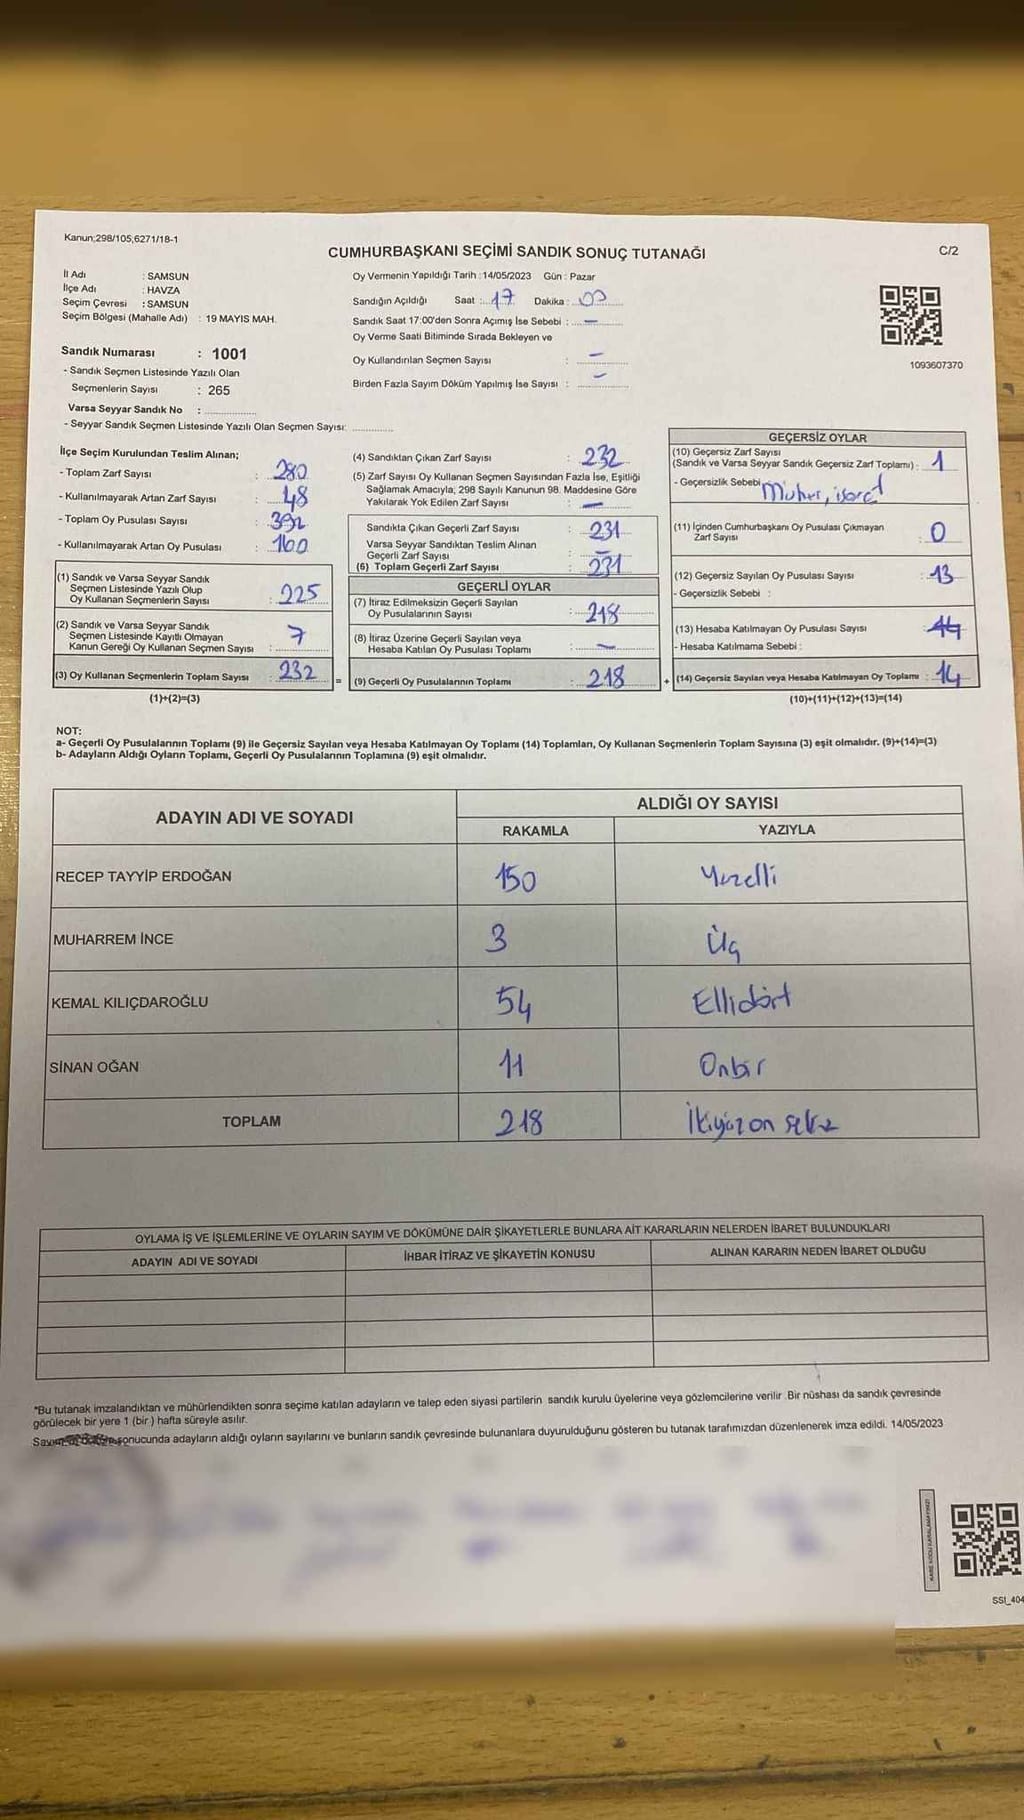 Kanun;298/105,6271/18-1
CUMHURBAŞKANI SEÇİMİ SANDIK SONUÇ TUTANAĞI
C/2
İl Adı : SAMSUN
İlçe Adı : HAVZA
Seçim Çevresi : SAMSUN
Seçim Bölgesi (Mahalle Adı) : 19 MAYIS MAH.
Sandık Numarası : 1001
- Sandık Seçmen Listesinde Yazılı Olan
Seçmenlerin Sayısı : 265
Varsa Seyyar Sandık No :
- Seyyar Sandık Seçmen Listesinde Yazılı Olan Seçmen Sayısı:
Oy Vermenin Yapıldığı Tarih : 14/05/2023 Gün : Pazar
Sandığın Açıldığı Saat : 17 Dakika : 00
Sandık Saat 17:00'den Sonra Açımış İse Sebebi : —
Oy Verme Saati Bitiminde Sırada Bekleyen ve
Oy Kullandırılan Seçmen Sayısı : —
Birden Fazla Sayım Döküm Yapılmış İse Sayısı : —
1093607370
İlçe Seçim Kurulundan Teslim Alınan;
- Toplam Zarf Sayısı : 280
- Kullanılmayarak Artan Zarf Sayısı : 48
- Toplam Oy Pusulası Sayısı : 392
- Kullanılmayarak Artan Oy Pusulası : 160
(1) Sandık ve Varsa Seyyar Sandık
Seçmen Listesinde Yazılı Olup
Oy Kullanan Seçmenlerin Sayısı : 225
(2) Sandık ve Varsa Seyyar Sandık
Seçmen Listesinde Kayıtlı Olmayan
Kanun Gereği Oy Kullanan Seçmen Sayısı : 7
(3) Oy Kullanan Seçmenlerin Toplam Sayısı : 232
(1)+(2)=(3)
=
(4) Sandıktan Çıkan Zarf Sayısı : 232
(5) Zarf Sayısı Oy Kullanan Seçmen Sayısından Fazla İse, Eşitliği
Sağlamak Amacıyla; 298 Sayılı Kanunun 98. Maddesine Göre
Yakılarak Yok Edilen Zarf Sayısı : —
Sandıkta Çıkan Geçerli Zarf Sayısı : 231
Varsa Seyyar Sandıktan Teslim Alınan
Geçerli Zarf Sayısı : —
(6) Toplam Geçerli Zarf Sayısı : 231
GEÇERLİ OYLAR
(7) İtiraz Edilmeksizin Geçerli Sayılan
Oy Pusulalarının Sayısı : 218
(8) İtiraz Üzerine Geçerli Sayılan veya
Hesaba Katılan Oy Pusulası Toplamı : —
(9) Geçerli Oy Pusulalarının Toplamı : 218
+
GEÇERSİZ OYLAR
(10) Geçersiz Zarf Sayısı
(Sandık ve Varsa Seyyar Sandık Geçersiz Zarf Toplamı) : 1
- Geçersizlik Sebebi
(11) İçinden Cumhurbaşkanı Oy Pusulası Çıkmayan
Zarf Sayısı : 0
(12) Geçersiz Sayılan Oy Pusulası Sayısı : 13
- Geçersizlik Sebebi :
(13) Hesaba Katılmayan Oy Pusulası Sayısı :
- Hesaba Katılmama Sebebi :
(14) Geçersiz Sayılan veya Hesaba Katılmayan Oy Toplamı : 14
(10)+(11)+(12)+(13)=(14)
NOT:
a- Geçerli Oy Pusulalarının Toplamı (9) ile Geçersiz Sayılan veya Hesaba Katılmayan Oy Toplamı (14) Toplamları, Oy Kullanan Seçmenlerin Toplam Sayısına (3) eşit olmalıdır. (9)+(14)=(3)
b- Adayların Aldığı Oyların Toplamı, Geçerli Oy Pusulalarının Toplamına (9) eşit olmalıdır.
ADAYIN ADI VE SOYADI
ALDIĞI OY SAYISI
RAKAMLA YAZIYLA
RECEP TAYYİP ERDOĞAN 150 Yüzelli
MUHARREM İNCE 3 Üç
KEMAL KILIÇDAROĞLU 54 Ellidört
SİNAN OĞAN 11 Onbir
TOPLAM 218 İkiyüz on sekiz
OYLAMA İŞ VE İŞLEMLERİNE VE OYLARIN SAYIM VE DÖKÜMÜNE DAİR ŞİKAYETLERLE BUNLARA AİT KARARLARIN NELERDEN İBARET BULUNDUKLARI
ADAYIN ADI VE SOYADI İHBAR İTİRAZ VE ŞİKAYETİN KONUSU ALINAN KARARIN NEDEN İBARET OLDUĞU
*Bu tutanak imzalandıktan ve mühürlendikten sonra seçime katılan adayların ve talep eden siyasi partilerin sandık kurulu üyelerine veya gözlemcilerine verilir. Bir nüshası da sandık çevresinde
görülecek bir yere 1 (bir) hafta süreyle asılır.
sonucunda adayların aldığı oyların sayılarını ve bunların sandık çevresinde bulunanlara duyurulduğunu gösteren bu tutanak tarafımızdan düzenlenerek imza edildi. 14/05/2023
KARE KODU KARALAMAYINIZ!
SSI_404